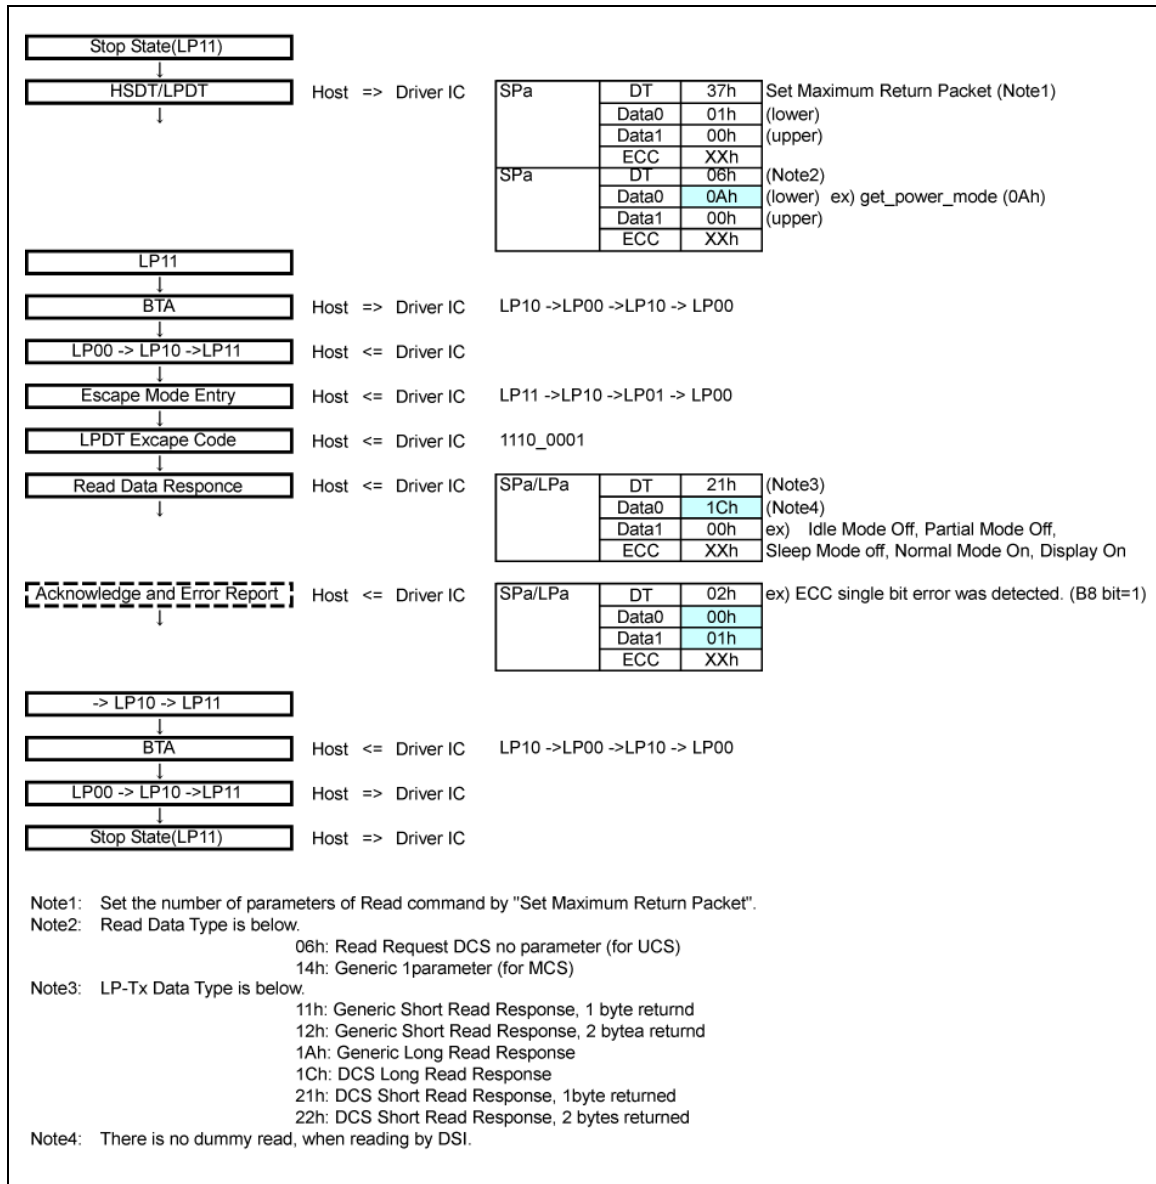 Stop State(LP11)
↓
HSDT/LPDT Host => Driver IC SPa DT 37h Set Maximum Return Packet (Note1)
↓ Data0 01h (lower)
Data1 00h (upper)
ECC XXh
SPa DT 06h (Note2)
Data0 0Ah (lower) ex) get_power_mode (0Ah)
Data1 00h (upper)
ECC XXh
LP11
↓
BTA Host => Driver IC LP10 ->LP00 ->LP10 -> LP00
↓
LP00 -> LP10 ->LP11 Host <= Driver IC
↓
Escape Mode Entry Host <= Driver IC LP11 ->LP10 ->LP01 -> LP00
↓
LPDT Excape Code Host <= Driver IC 1110_0001
↓
Read Data Responce Host <= Driver IC SPa/LPa DT 21h (Note3)
↓ Data0 1Ch (Note4)
Data1 00h ex) Idle Mode Off, Partial Mode Off,
ECC XXh Sleep Mode off, Normal Mode On, Display On
Acknowledge and Error Report Host <= Driver IC SPa/LPa DT 02h ex) ECC single bit error was detected. (B8 bit=1)
↓ Data0 00h
Data1 01h
ECC XXh
-> LP10 -> LP11
↓
BTA Host <= Driver IC LP10 ->LP00 ->LP10 -> LP00
↓
LP00 -> LP10 ->LP11 Host => Driver IC
↓
Stop State(LP11) Host => Driver IC
Note1: Set the number of parameters of Read command by "Set Maximum Return Packet".
Note2: Read Data Type is below.
06h: Read Request DCS no parameter (for UCS)
14h: Generic 1parameter (for MCS)
Note3: LP-Tx Data Type is below.
11h: Generic Short Read Response, 1 byte returnd
12h: Generic Short Read Response, 2 bytea returnd
1Ah: Generic Long Read Response
1Ch: DCS Long Read Response
21h: DCS Short Read Response, 1byte returned
22h: DCS Short Read Response, 2 bytes returned
Note4: There is no dummy read, when reading by DSI.